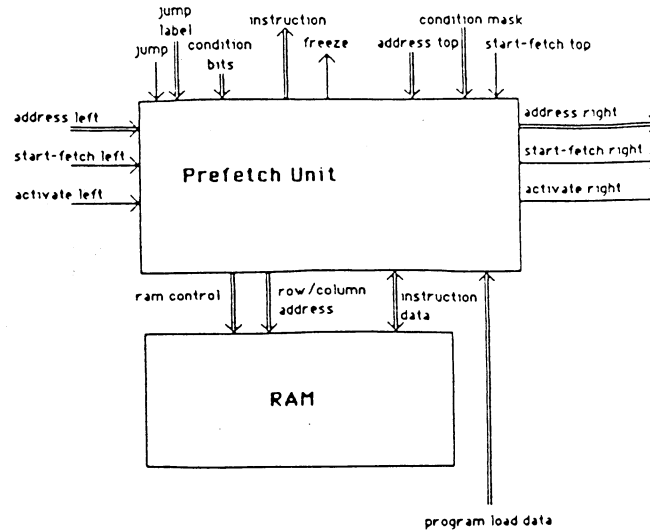 jump
jump
label
condition
bits
instruction
freeze
address top
condition mask
start-fetch top
address left
start-fetch left
activate left
Prefetch Unit
address right
start-fetch right
activate right
ram control
row/column
address
instruction
data
RAM
program load data